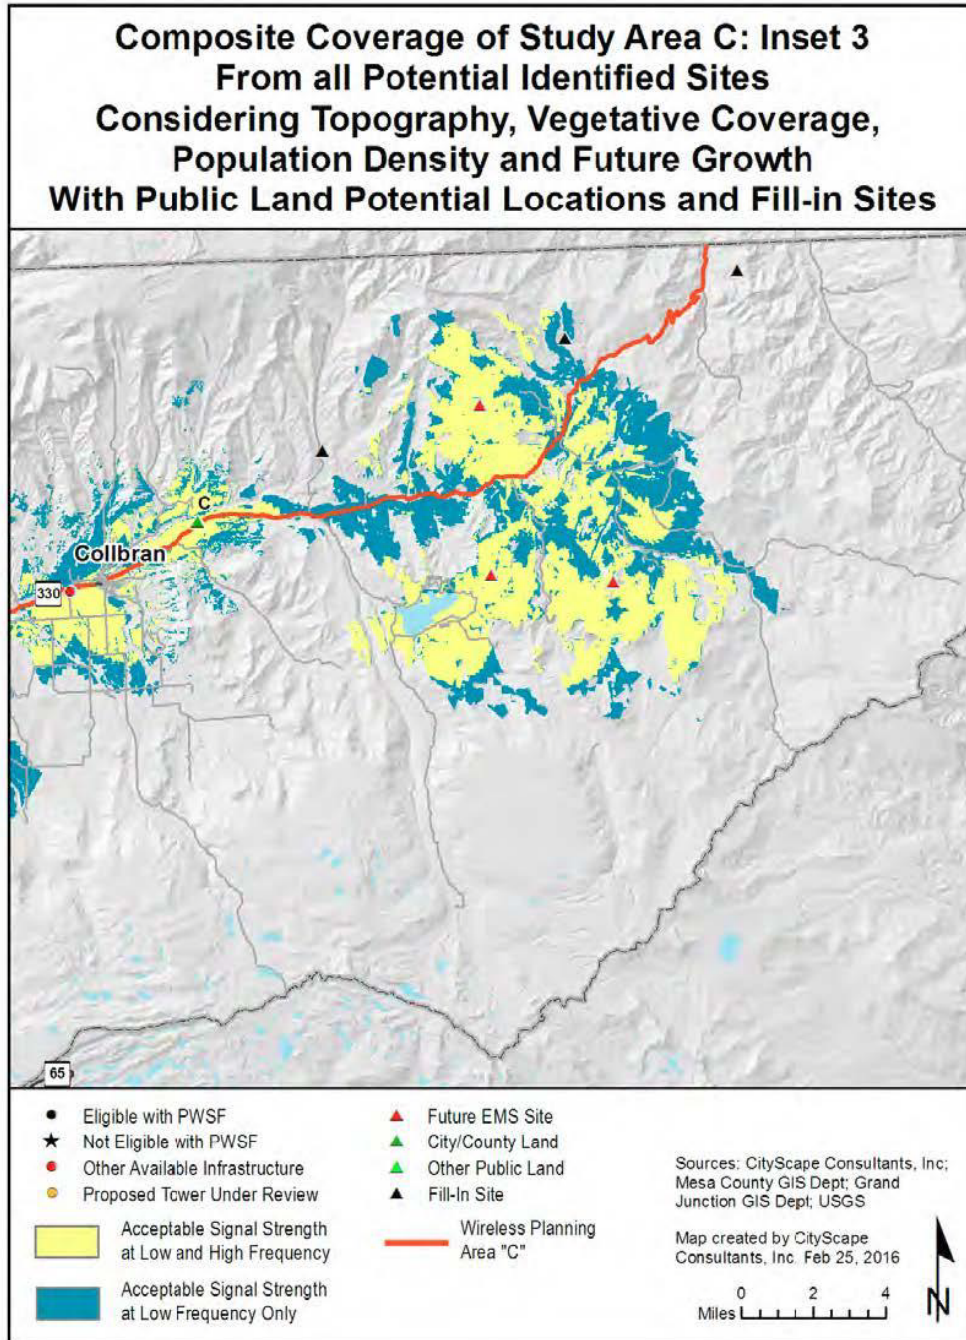 Composite Coverage of Study Area C: Inset 3
From all Potential Identified Sites
Considering Topography, Vegetative Coverage,
Population Density and Future Growth
With Public Land Potential Locations and Fill-in Sites
C
Collbran
330
65
Eligible with PWSF
Not Eligible with PWSF
Other Available Infrastructure
Proposed Tower Under Review
Acceptable Signal Strength
at Low and High Frequency
Acceptable Signal Strength
at Low Frequency Only
Future EMS Site
City/County Land
Other Public Land
Fill-In Site
Wireless Planning
Area "C"
Sources: CityScape Consultants, Inc;
Mesa County GIS Dept; Grand
Junction GIS Dept; USGS
Map created by CityScape
Consultants, Inc. Feb 25, 2016
0 2 4
Miles
N